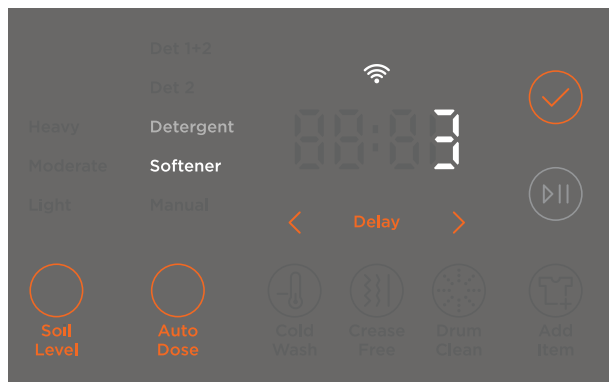 Det 1+2
Det 2
Heavy
Detergent
3
Moderate
Softener
Light
Manual
Delay
Soil
Level
Auto
Dose
Cold
Wash
Crease
Free
Drum
Clean
Add
Item